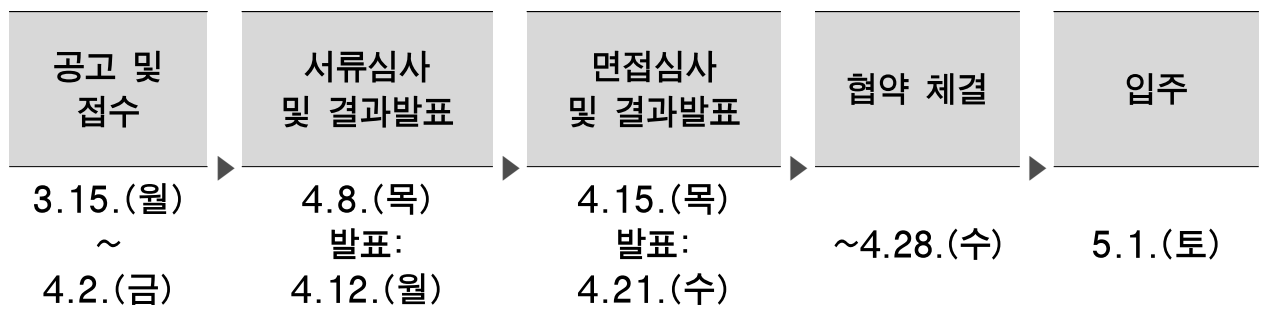 공고 및
접수
서류심사
및 결과발표
면접심사
및 결과발표
협약 체결
입주
3.15.(월)
~
4.2.(금)
4.8.(목)
발표:
4.12.(월)
4.15.(목)
발표:
4.21.(수)
~4.28.(수)
5.1.(토)